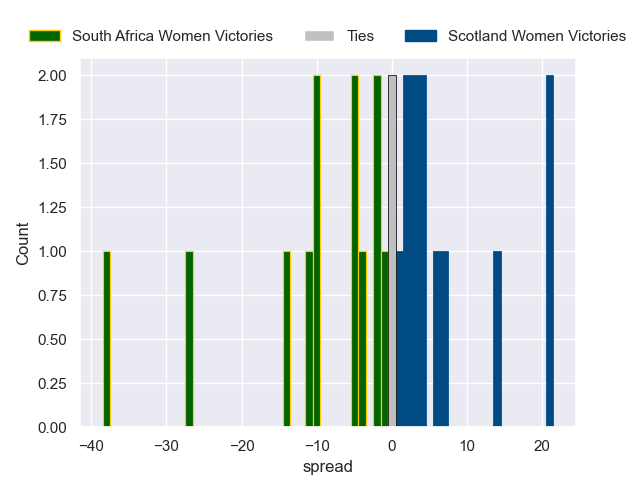 South Africa Women Victories Ties Scotland Women Victories
2.00
1.75
1.50
1.25
1.00
0.75
0.50
0.25
0.00
Count
−40 −30 −20 −10 0 10 20
spread